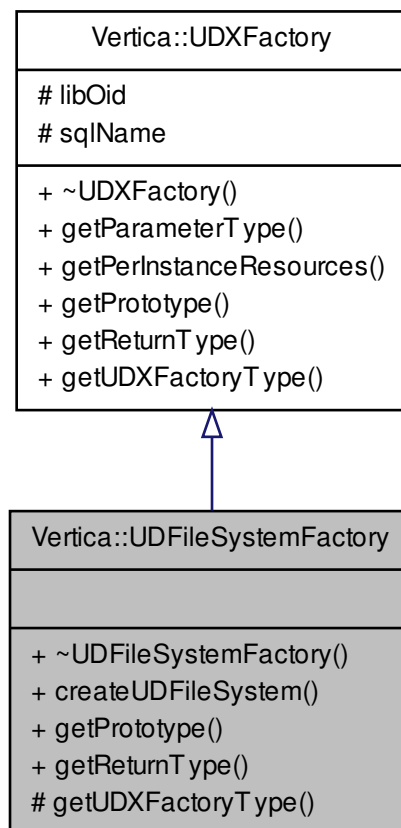 Vertica::UDXFactory
# libOid
# sqlName
+ ~UDXFactory()
+ getParameterType()
+ getPerInstanceResources()
+ getPrototype()
+ getReturnType()
+ getUDXFactoryType()
Vertica::UDFileSystemFactory
+ ~UDFileSystemFactory()
+ createUDFileSystem()
+ getPrototype()
+ getReturnType()
# getUDXFactoryType()